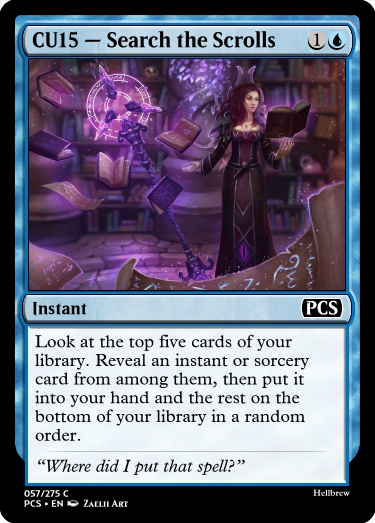 CU15 — Search the Scrolls 1
Instant PCS
Look at the top five cards of your
library. Reveal an instant or sorcery
card from among them, then put it
into your hand and the rest on the
bottom of your library in a random
order.
“Where did I put that spell?”
057/275 C Hellbrew
PCS • EN Zaelii Art